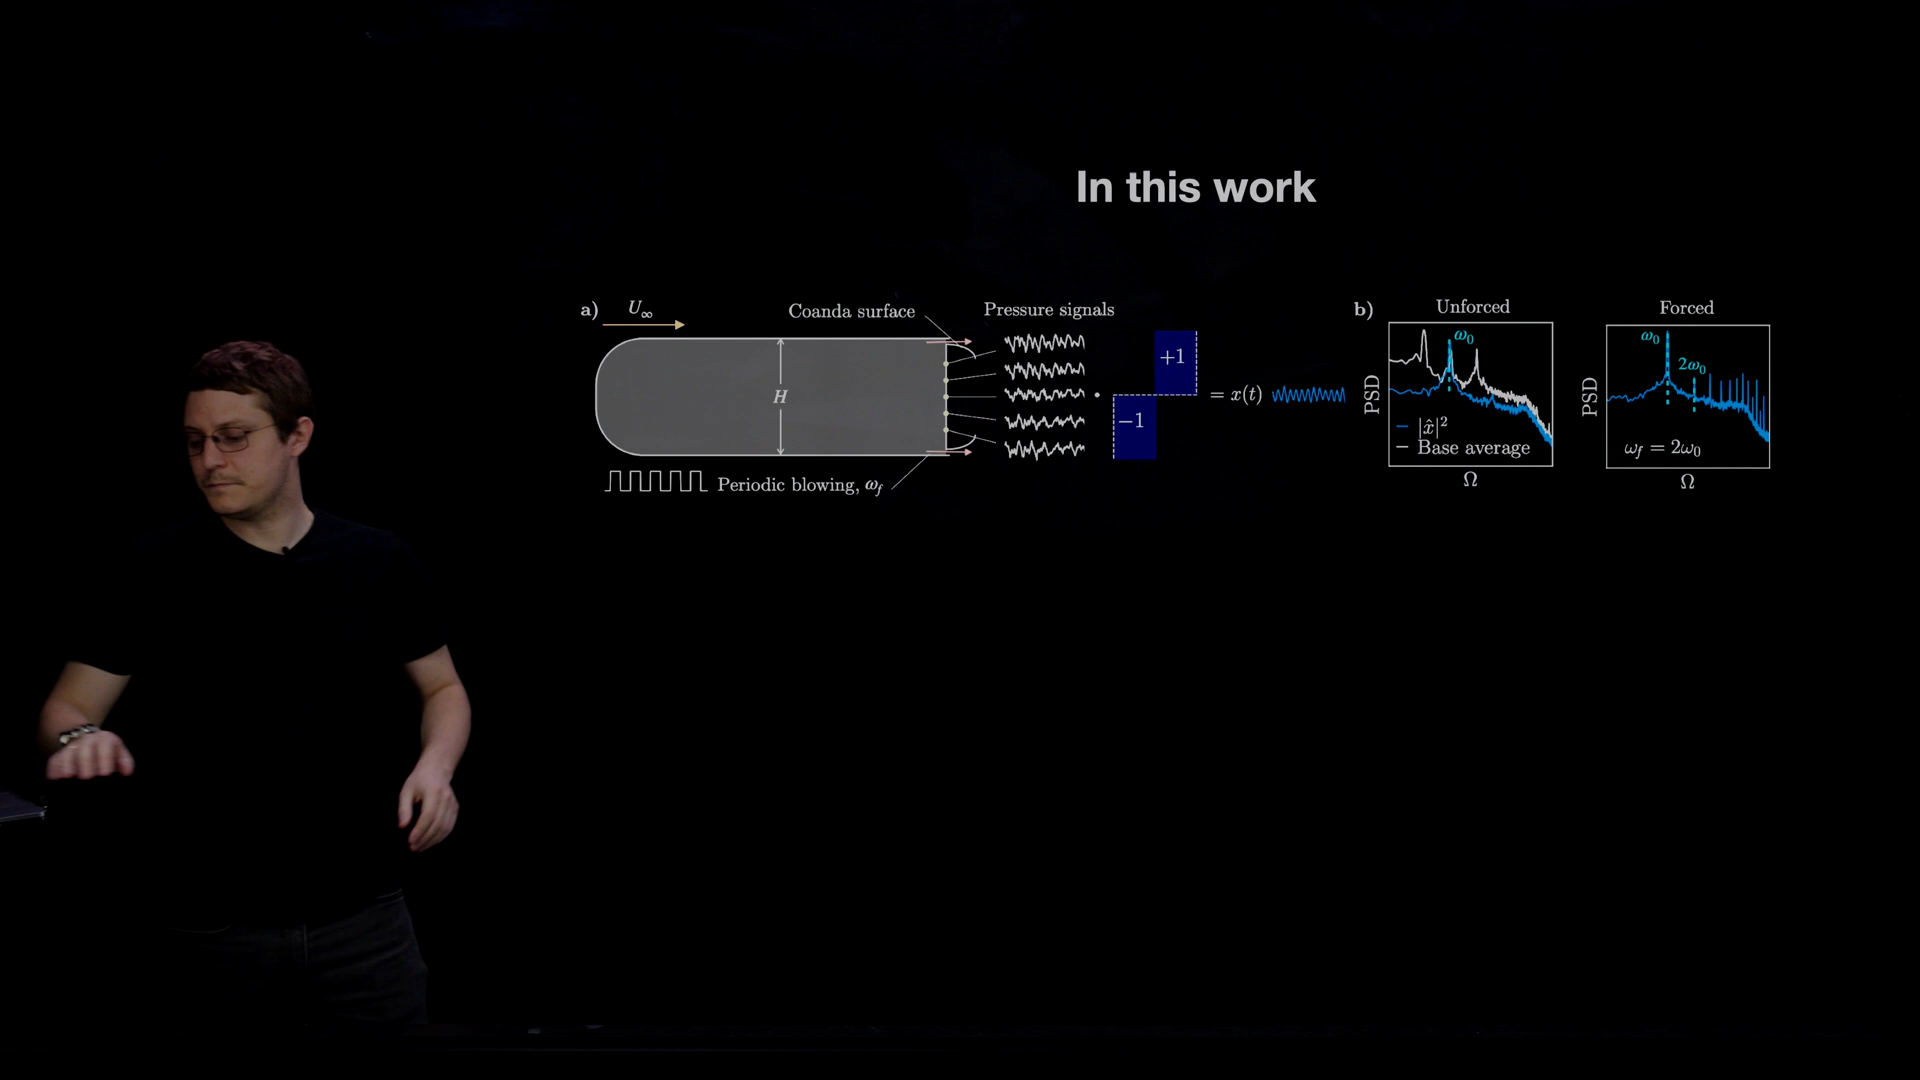 In this work
a)
U∞
Coanda surface
Pressure signals
H
+1
−1
= x(t)
Periodic blowing, ωf
b)
Unforced
PSD
ω0
|x̂|²
Base average
Ω
Forced
PSD
ω0
2ω0
ωf = 2ω0
Ω